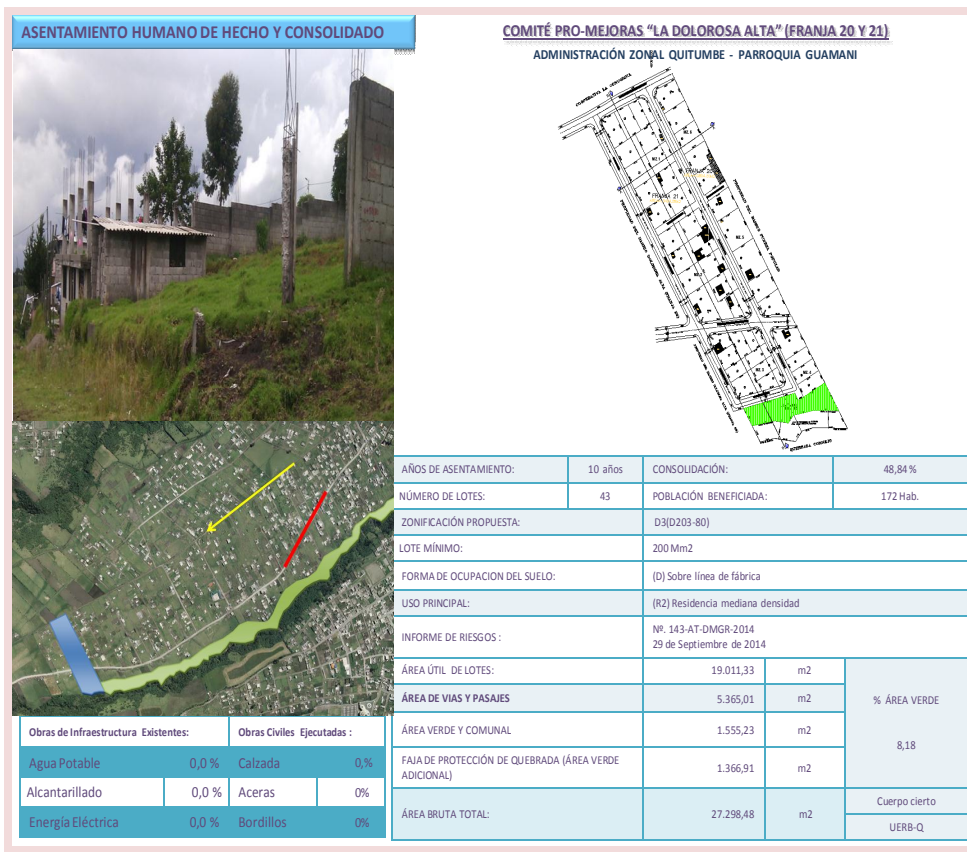 ASENTAMIENTO HUMANO DE HECHO Y CONSOLIDADO
COMITÉ PRO-MEJORAS “LA DOLOROSA ALTA” (FRANJA 20 Y 21)
ADMINISTRACIÓN ZONAL QUITUMBE - PARROQUIA GUAMANI
FRANJA 20
FRANJA 21
AÑOS DE ASENTAMIENTO: 10 años CONSOLIDACIÓN: 48,84 %
NÚMERO DE LOTES: 43 POBLACIÓN BENEFICIADA: 172 Hab.
ZONIFICACIÓN PROPUESTA: D3(D203-80)
LOTE MÍNIMO: 200 Mm2
FORMA DE OCUPACION DEL SUELO: (D) Sobre línea de fábrica
USO PRINCIPAL: (R2) Residencia mediana densidad
INFORME DE RIESGOS : Nº. 143-AT-DMGR-2014
29 de Septiembre de 2014
ÁREA ÚTIL DE LOTES: 19.011,33 m2
ÁREA DE VIAS Y PASAJES 5.365,01 m2
% ÁREA VERDE
8,18
ÁREA VERDE Y COMUNAL 1.555,23 m2
FAJA DE PROTECCIÓN DE QUEBRADA (ÁREA VERDE
ADICIONAL) 1.366,91 m2
ÁREA BRUTA TOTAL: 27.298,48 m2
Cuerpo cierto
UERB-Q
Obras de Infraestructura Existentes: Obras Civiles Ejecutadas :
Agua Potable 0,0 % Calzada 0,%
Alcantarillado 0,0 % Aceras 0%
Energía Eléctrica 0,0 % Bordillos 0%